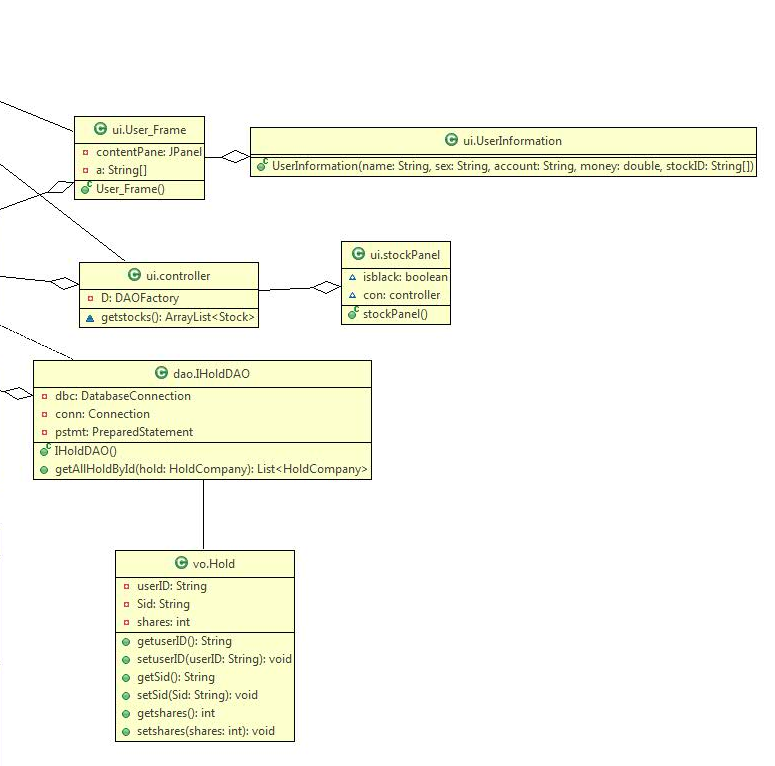 ui.User_Frame
contentPane: JPanel
a: String[]
User_Frame()
ui.UserInformation
UserInformation(name: String, sex: String, account: String, money: double, stockID: String[])
ui.controller
D: DAOFactory
getstocks(): ArrayList<Stock>
ui.stockPanel
isblack: boolean
con: controller
stockPanel()
dao.IHoldDAO
dbc: DatabaseConnection
conn: Connection
pstmt: PreparedStatement
IHoldDAO()
getAllHoldById(hold: HoldCompany): List<HoldCompany>
vo.Hold
userID: String
Sid: String
shares: int
getuserID(): String
setuserID(userID: String): void
getSid(): String
setSid(Sid: String): void
getshares(): int
setshares(shares: int): void